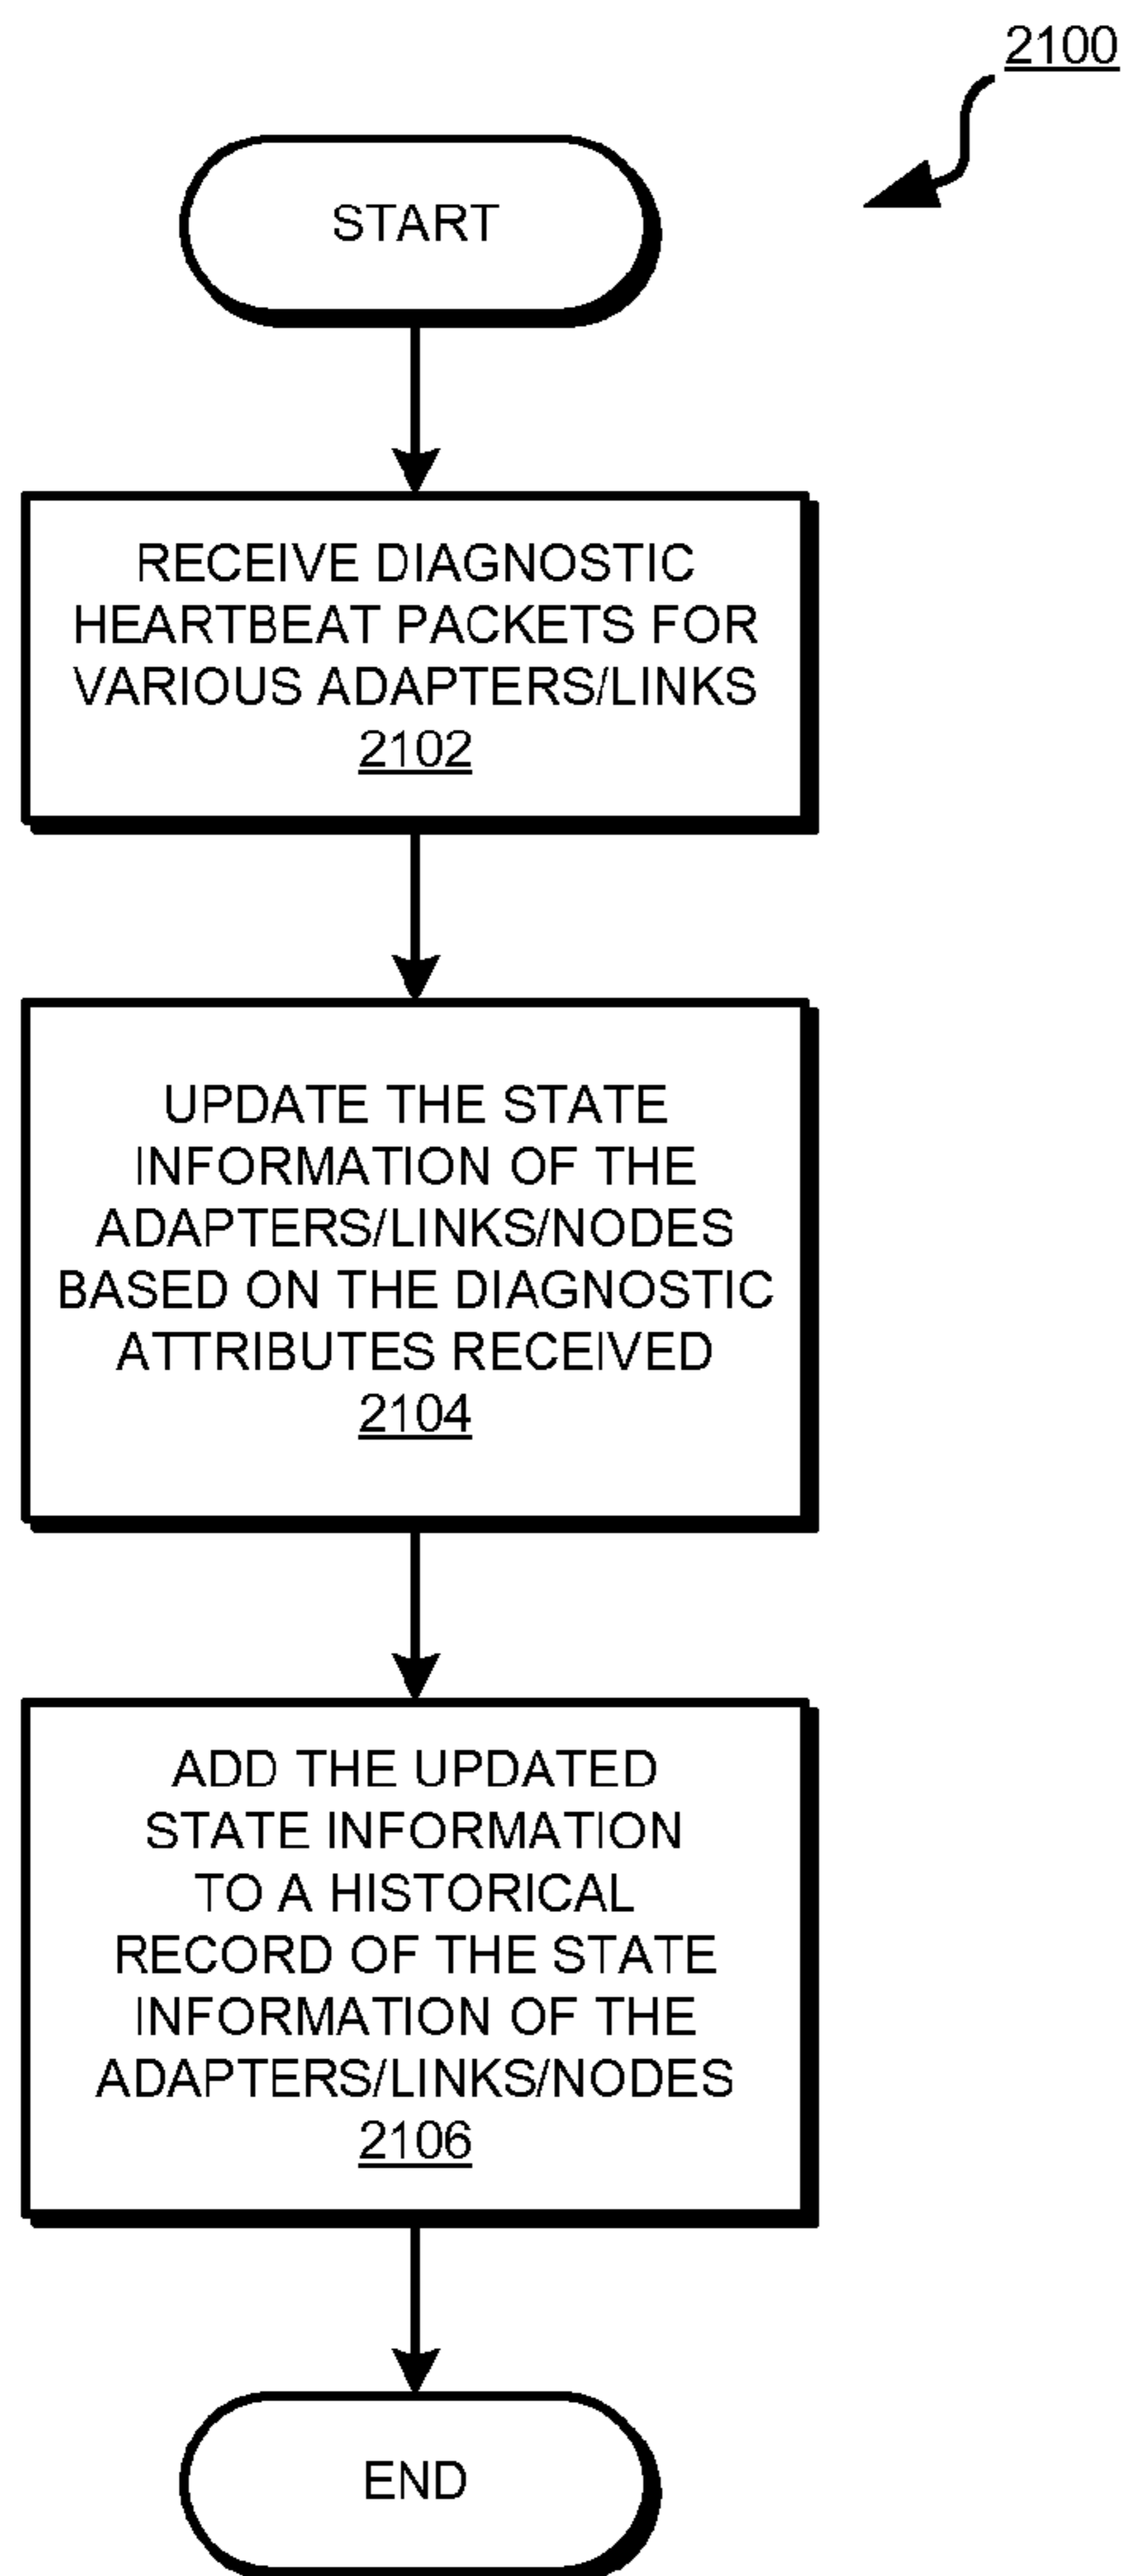 2100
START
RECEIVE DIAGNOSTIC
HEARTBEAT PACKETS FOR
VARIOUS ADAPTERS/LINKS
2102
UPDATE THE STATE
INFORMATION OF THE
ADAPTERS/LINKS/NODES
BASED ON THE DIAGNOSTIC
ATTRIBUTES RECEIVED
2104
ADD THE UPDATED
STATE INFORMATION
TO A HISTORICAL
RECORD OF THE STATE
INFORMATION OF THE
ADAPTERS/LINKS/NODES
2106
END